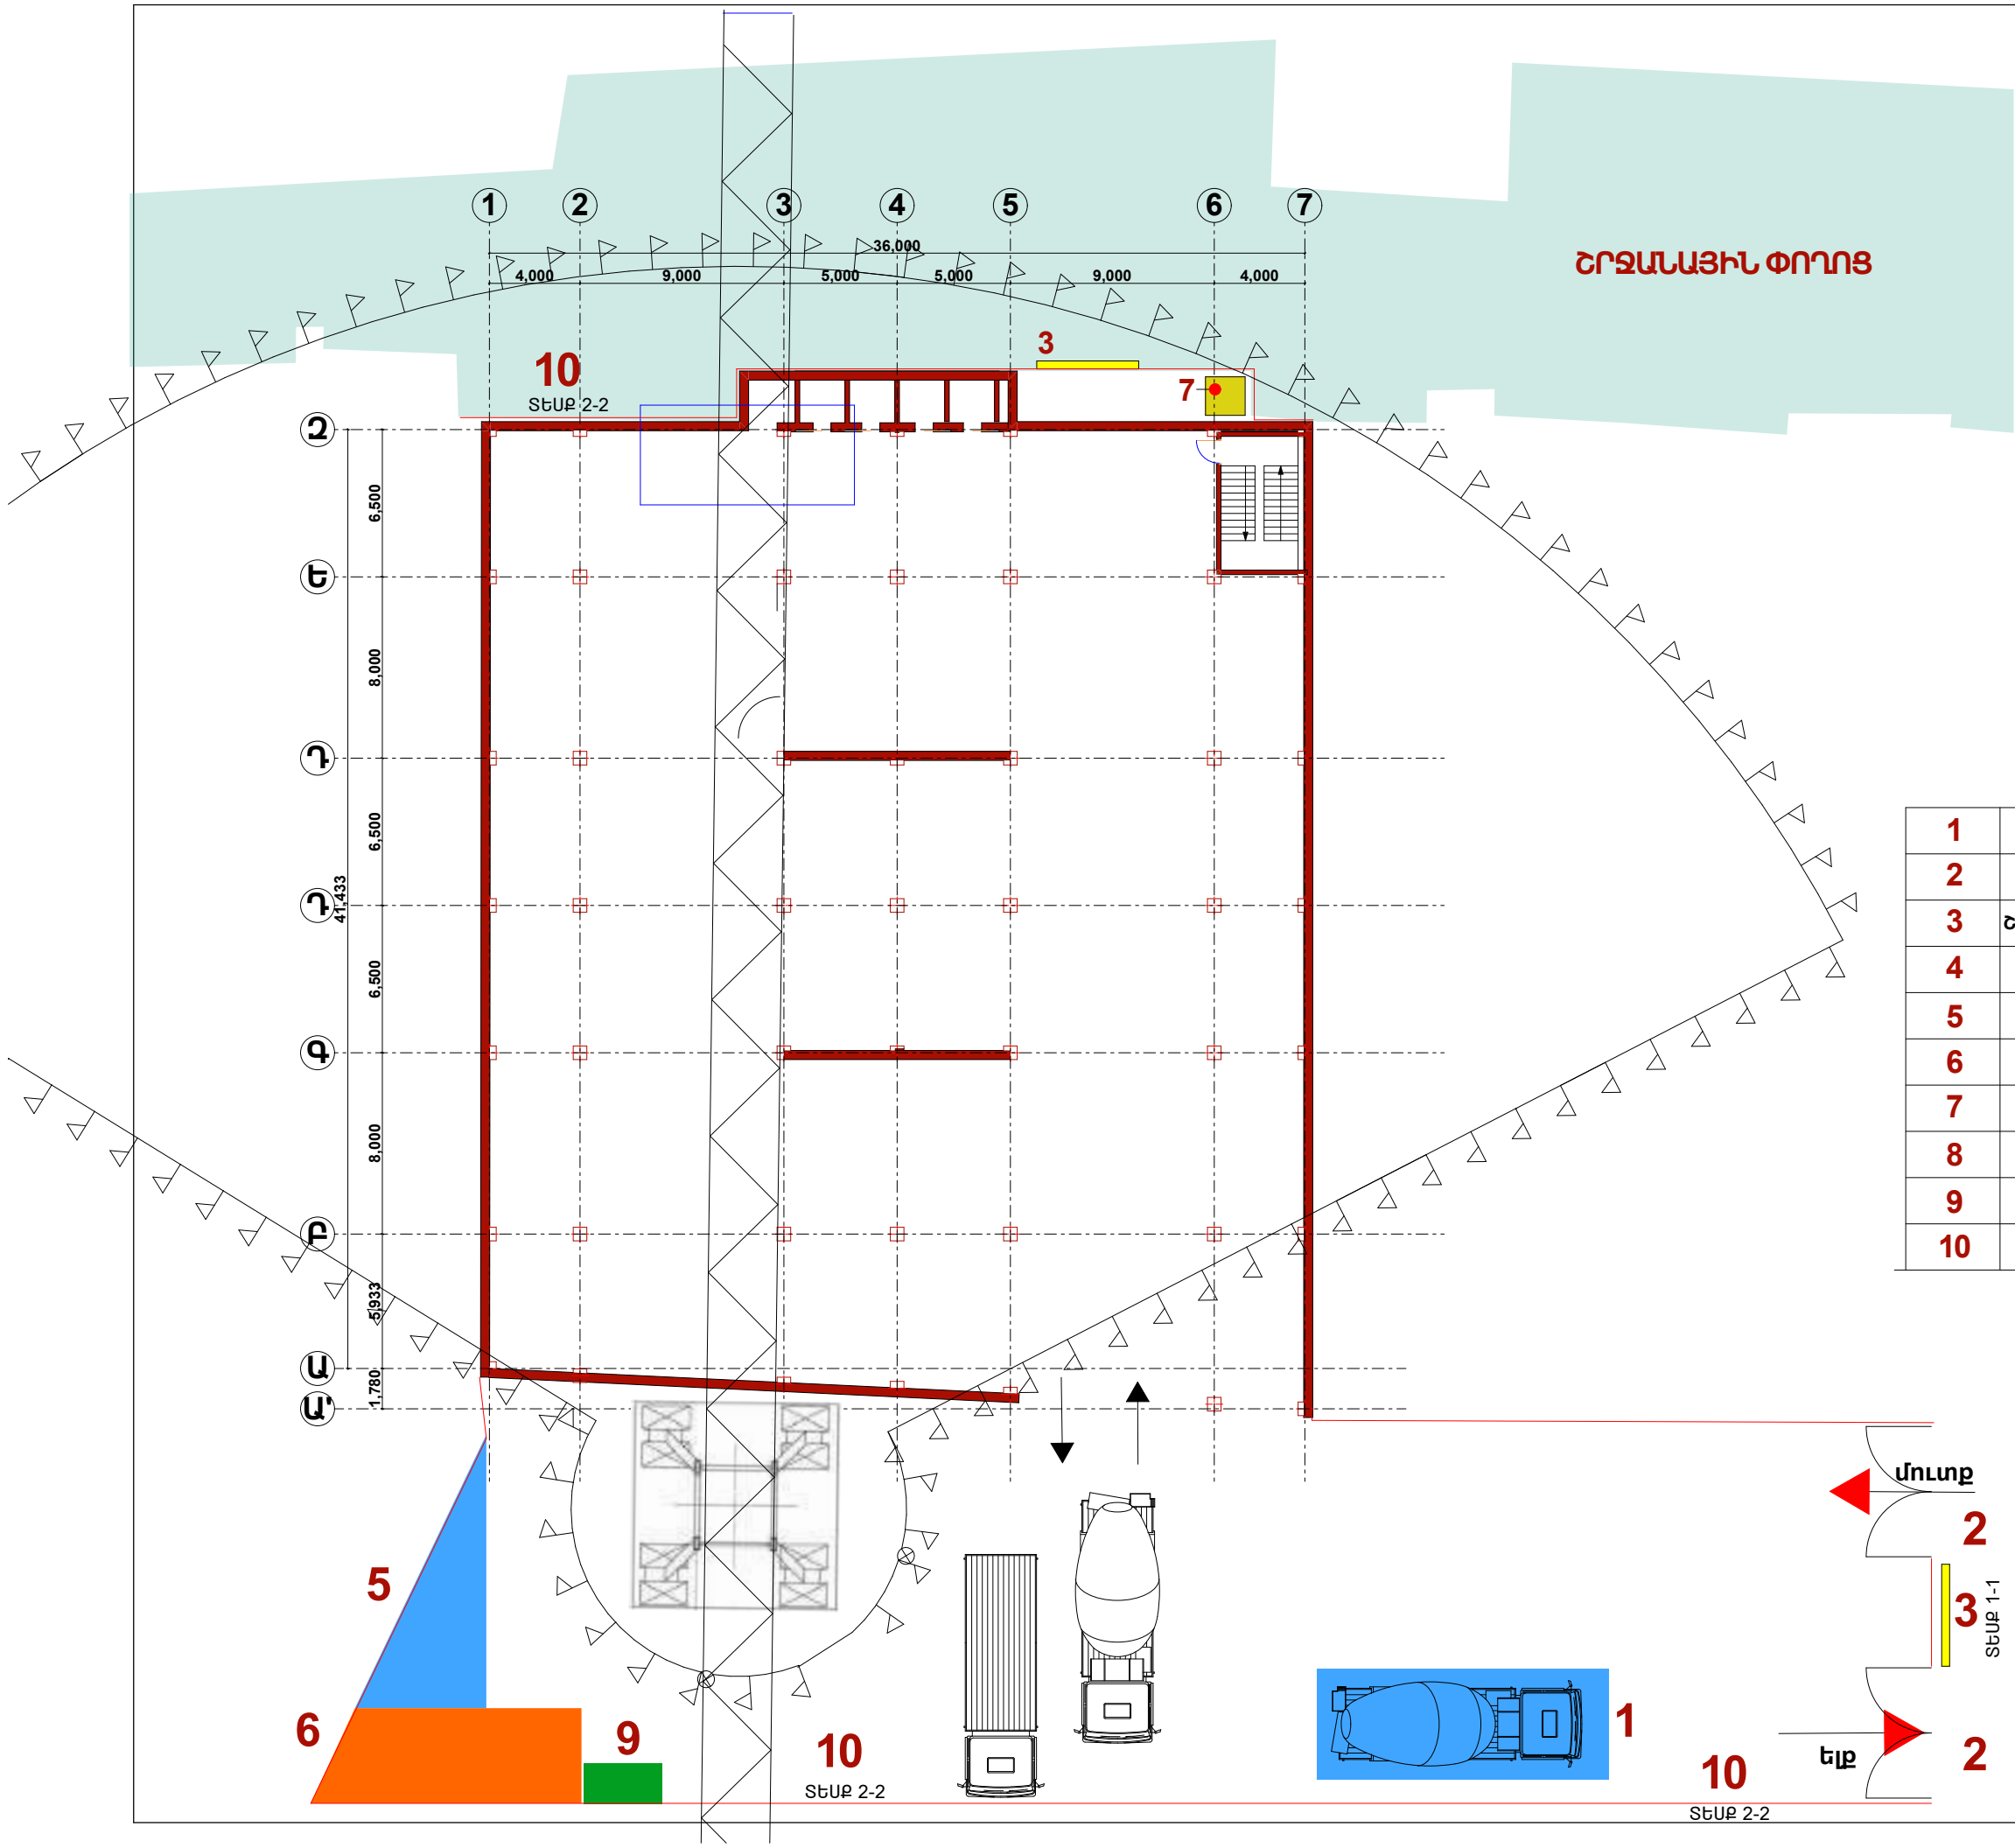 1 2 3 4 5 6 7
36,000
4,000 9,000 5,000 5,000 9,000 4,000
ՇՐՋԱՆԱՅԻՆ ՓՈՂՈՑ
10
ՏԵՍՔ 2-2
3
7
Զ
6,500
Ե
8,000
Դ
6,500
Դ
41,433
6,500
Գ
8,000
Բ
5,933
Ա
1,780
Ա'
1
2
3
Շ
4
5
6
7
8
9
10
մուտք
2
3
ՏԵՍՔ 1-1
5
6
9
10
ՏԵՍՔ 2-2
1
10
ՏԵՍՔ 2-2
ելք
2